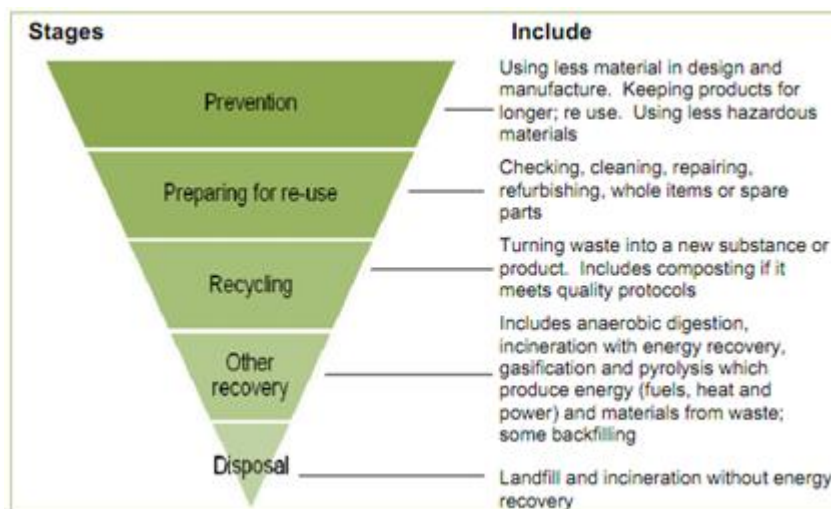 Stages
Include
Prevention
Using less material in design and
manufacture. Keeping products for
longer; re use. Using less hazardous
materials
Preparing for re-use
Checking, cleaning, repairing,
refurbishing, whole items or spare
parts
Recycling
Turning waste into a new substance or
product. Includes composting if it
meets quality protocols
Other
recovery
Includes anaerobic digestion,
incineration with energy recovery,
gasification and pyrolysis which
produce energy (fuels, heat and
power) and materials from waste;
some backfilling
Disposal
Landfill and incineration without energy
recovery